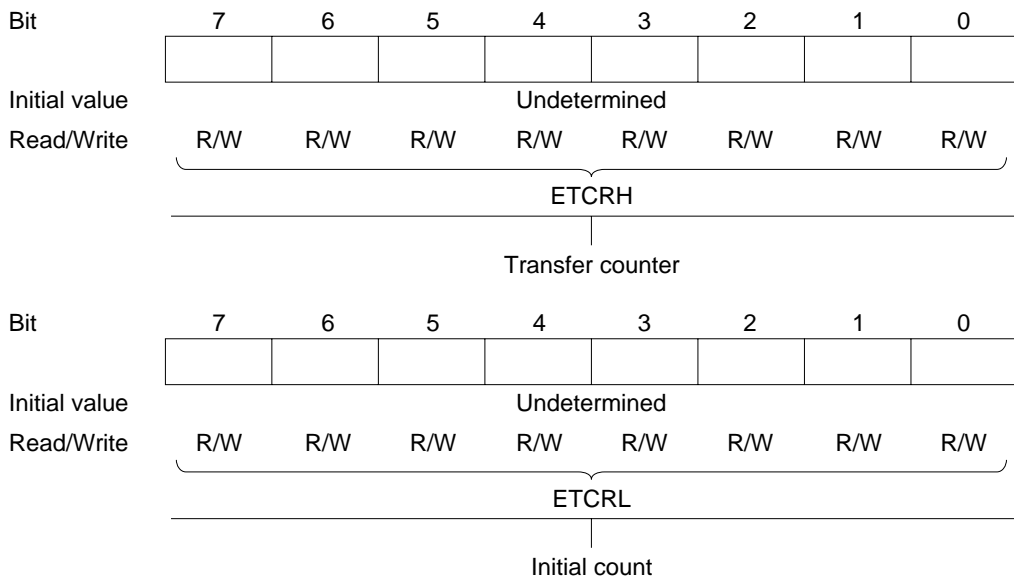 Bit 7 6 5 4 3 2 1 0
Initial value Undetermined
Read/Write R/W R/W R/W R/W R/W R/W R/W R/W
ETCRH
Transfer counter
Bit 7 6 5 4 3 2 1 0
Initial value Undetermined
Read/Write R/W R/W R/W R/W R/W R/W R/W R/W
ETCRL
Initial count